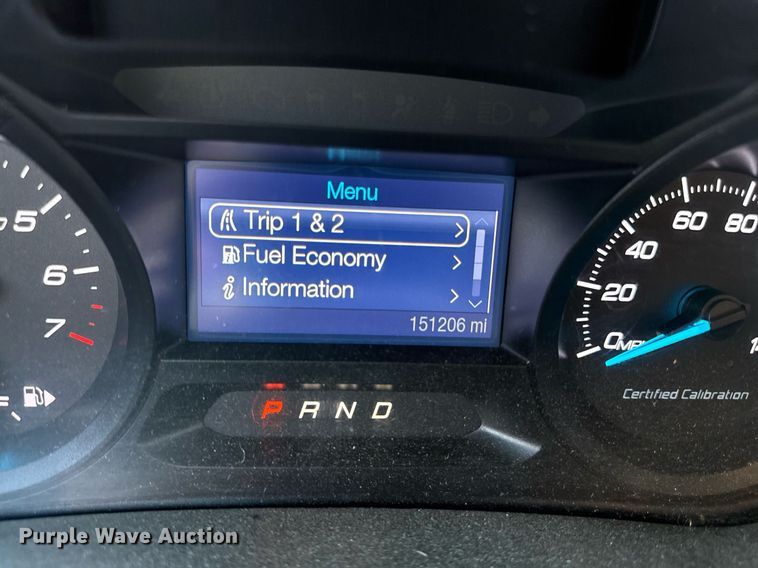 Menu
Trip 1 & 2
Fuel Economy
Information
151206 mi
5
6
7
P R N D
80
60
40
20
0 MPH
Certified Calibration
Purple Wave Auction®